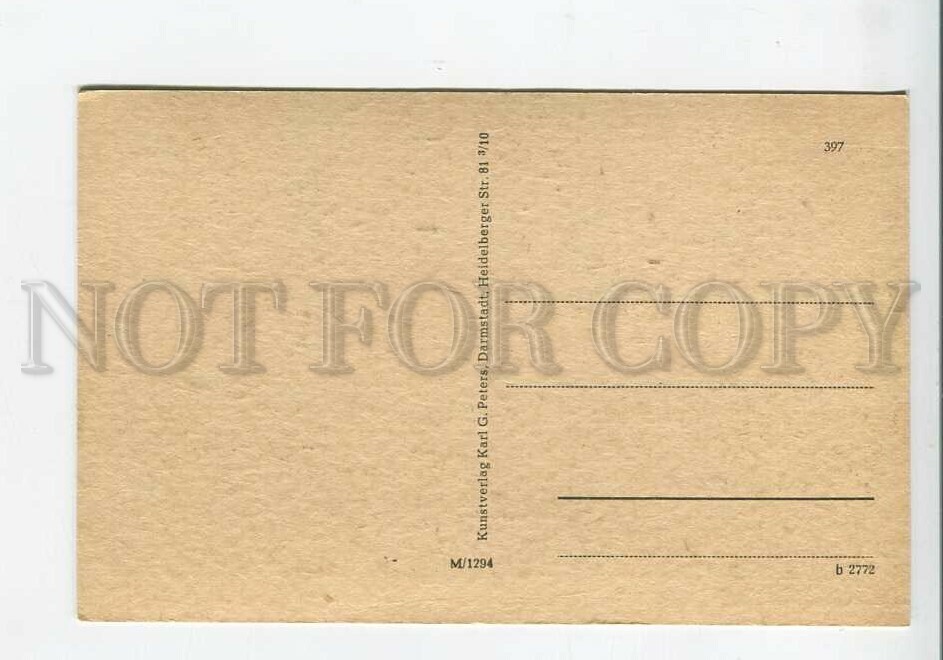 397
Kunstverlag Karl G. Peters, Darmstadt, Heidelberger Str. 81 3/10
NOT FOR COPY
M/1294
b 2772